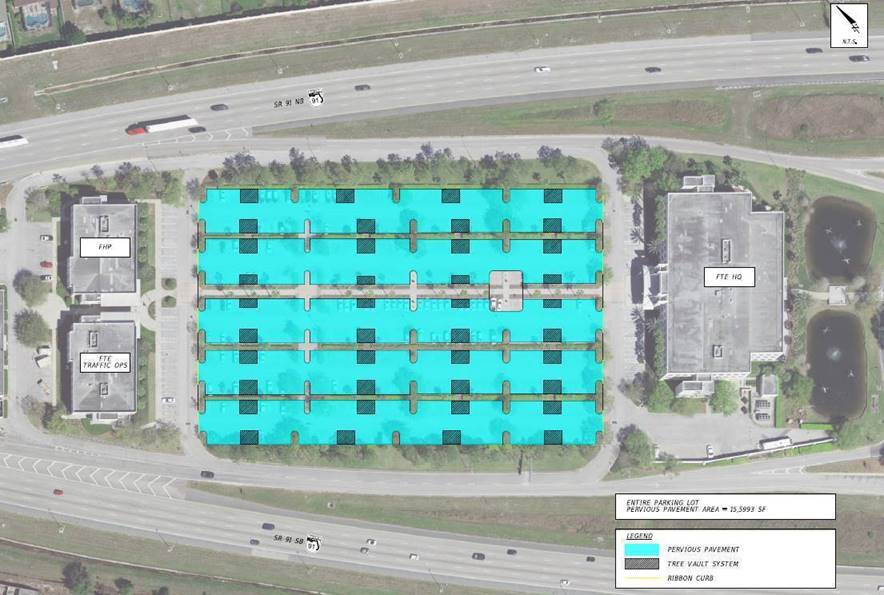 N.T.S.
SR 91 NB
91
FHP
FTE HQ
FTE
TRAFFIC OPS
ENTIRE PARKING LOT
PERVIOUS PAVEMENT AREA = 15,5993 SF
SR 91 SB
91
LEGEND
PERVIOUS PAVEMENT
TREE VAULT SYSTEM
RIBBON CURB